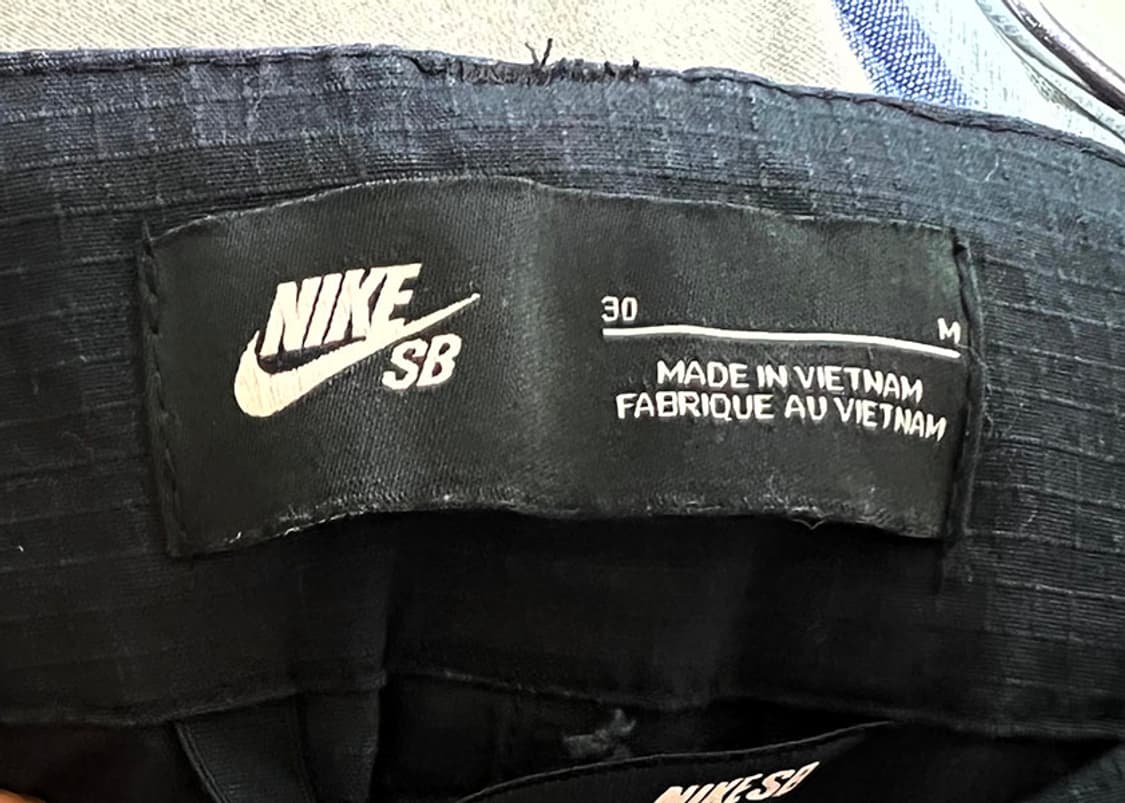 NIKE
SB
30 M
MADE IN VIETNAM
FABRIQUE AU VIETNAM
NIKE SB